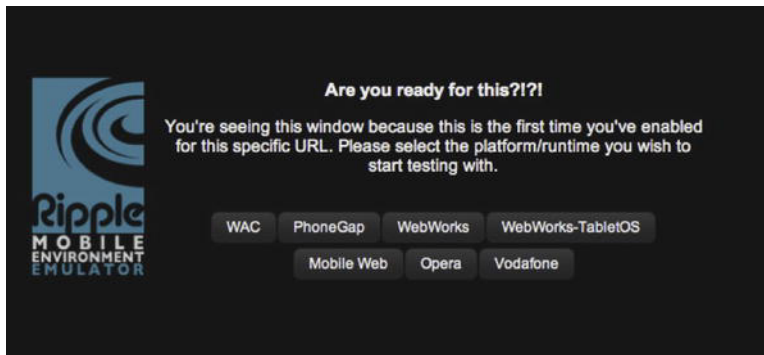 Are you ready for this?!?!
You're seeing this window because this is the first time you've enabled
for this specific URL. Please select the platform/runtime you wish to
start testing with.
Ripple
MOBILE
ENVIRONMENT
EMULATOR
WAC PhoneGap WebWorks WebWorks-TabletOS
Mobile Web Opera Vodafone